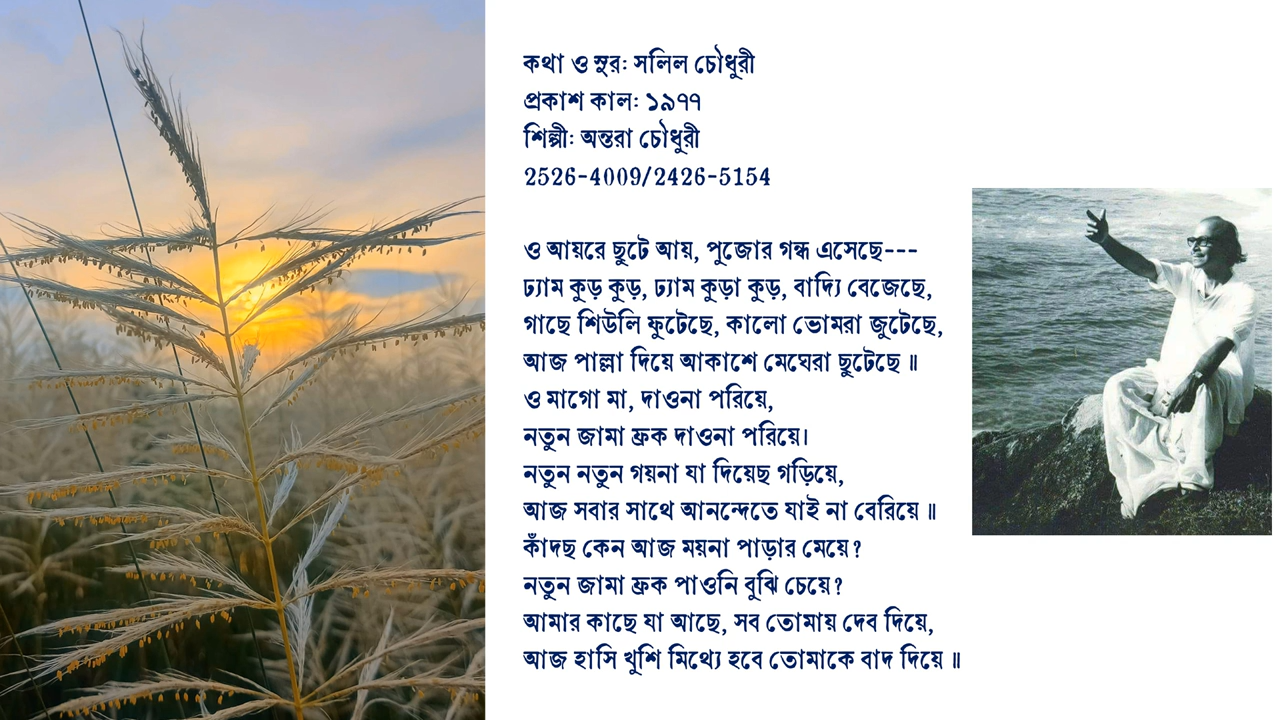 কথা ও সুর: সলিল চৌধুরী
প্রকাশ কাল: ১৯৭৭
শিল্পী: অন্তরা চৌধুরী
2526-4009/2426-5154
ও আয়রে ছুটে আয়, পুজোর গন্ধ এসেছে---
ঢ্যাম কুড় কুড়, ঢ্যাম কুড়া কুড়, বাদ্যি বেজেছে,
গাছে শিউলি ফুটেছে, কালো ভোমরা জুটেছে,
আজ পাল্লা দিয়ে আকাশে মেঘেরা ছুটেছে ॥
ও মাগো মা, দাওনা পরিয়ে,
নতুন জামা ফ্রক দাওনা পরিয়ে।
নতুন নতুন গয়না যা দিয়েছ গড়িয়ে,
আজ সবার সাথে আনন্দেতে যাই না বেরিয়ে ॥
কাঁদছ কেন আজ ময়না পাড়ার মেয়ে?
নতুন জামা ফ্রক পাওনি বুঝি চেয়ে?
আমার কাছে যা আছে, সব তোমায় দেব দিয়ে,
আজ হাসি খুশি মিথ্যে হবে তোমাকে বাদ দিয়ে ॥